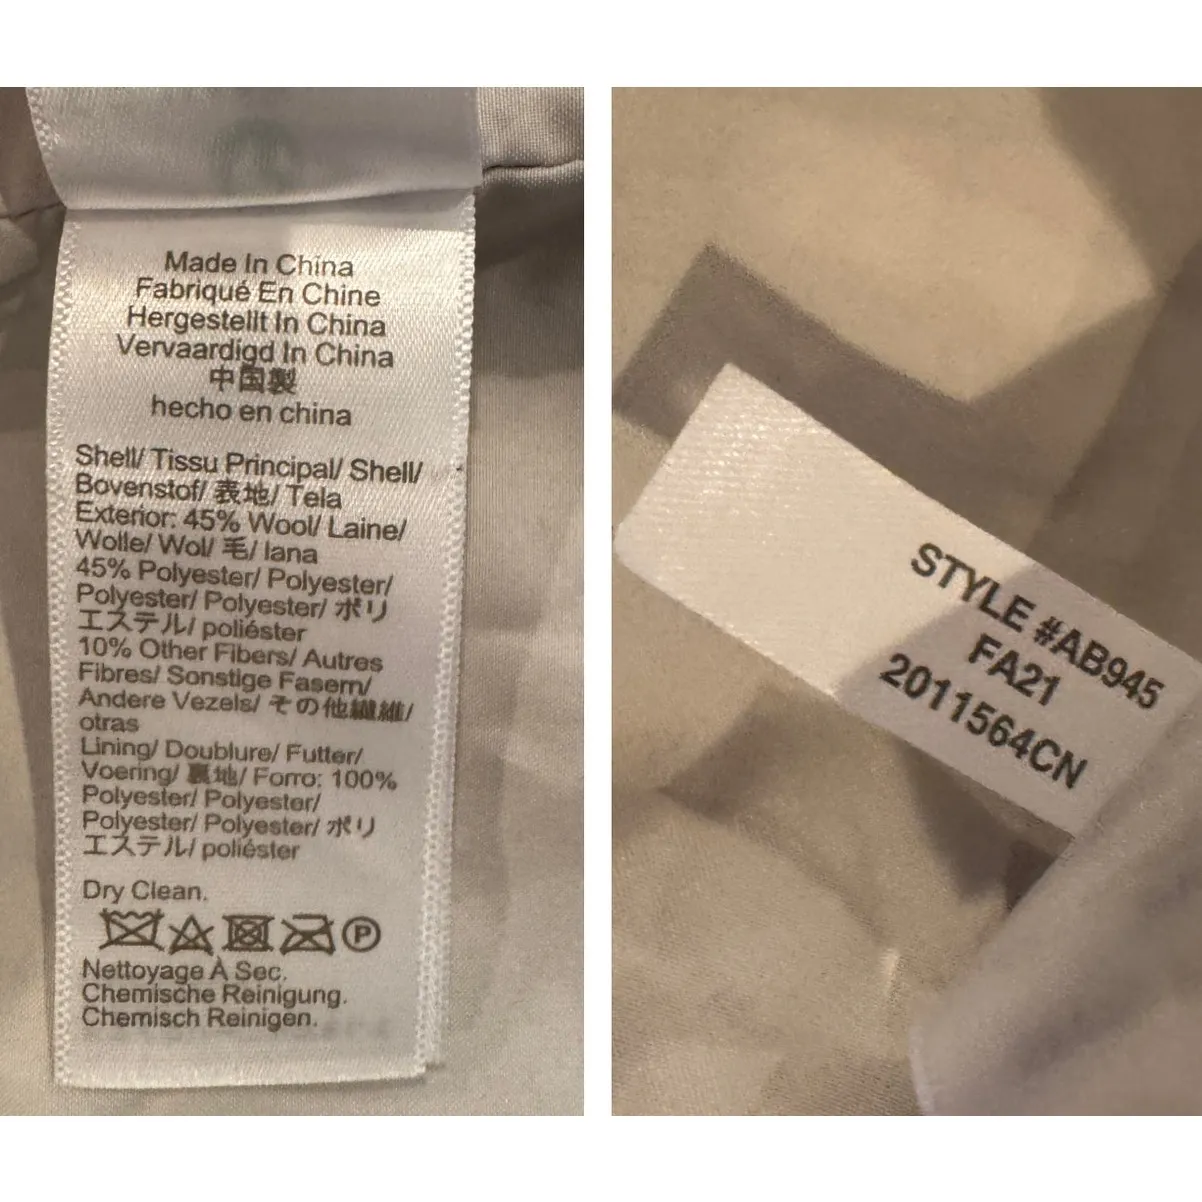 Made In China
Fabriqué En Chine
Hergestellt In China
Vervaardigd In China
中国製
hecho en china
Shell/ Tissu Principal/ Shell/
Bovenstof/ 表地/ Tela
Exterior: 45% Wool/ Laine/
Wolle/ Wol/ 毛/ lana
45% Polyester/ Polyester/
Polyester/ Polyester/ ポリ
エステル/ poliéster
10% Other Fibers/ Autres
Fibres/ Sonstige Fasern/
Andere Vezels/ その他繊維/
otras
Lining/ Doublure/ Futter/
Voering/ 裏地/ Forro: 100%
Polyester/ Polyester/
Polyester/ Polyester/ ポリ
エステル/ poliéster
Dry Clean.
P
Nettoyage À Sec.
Chemische Reinigung.
Chemisch Reinigen.
STYLE #AB945
FA21
2011564CN